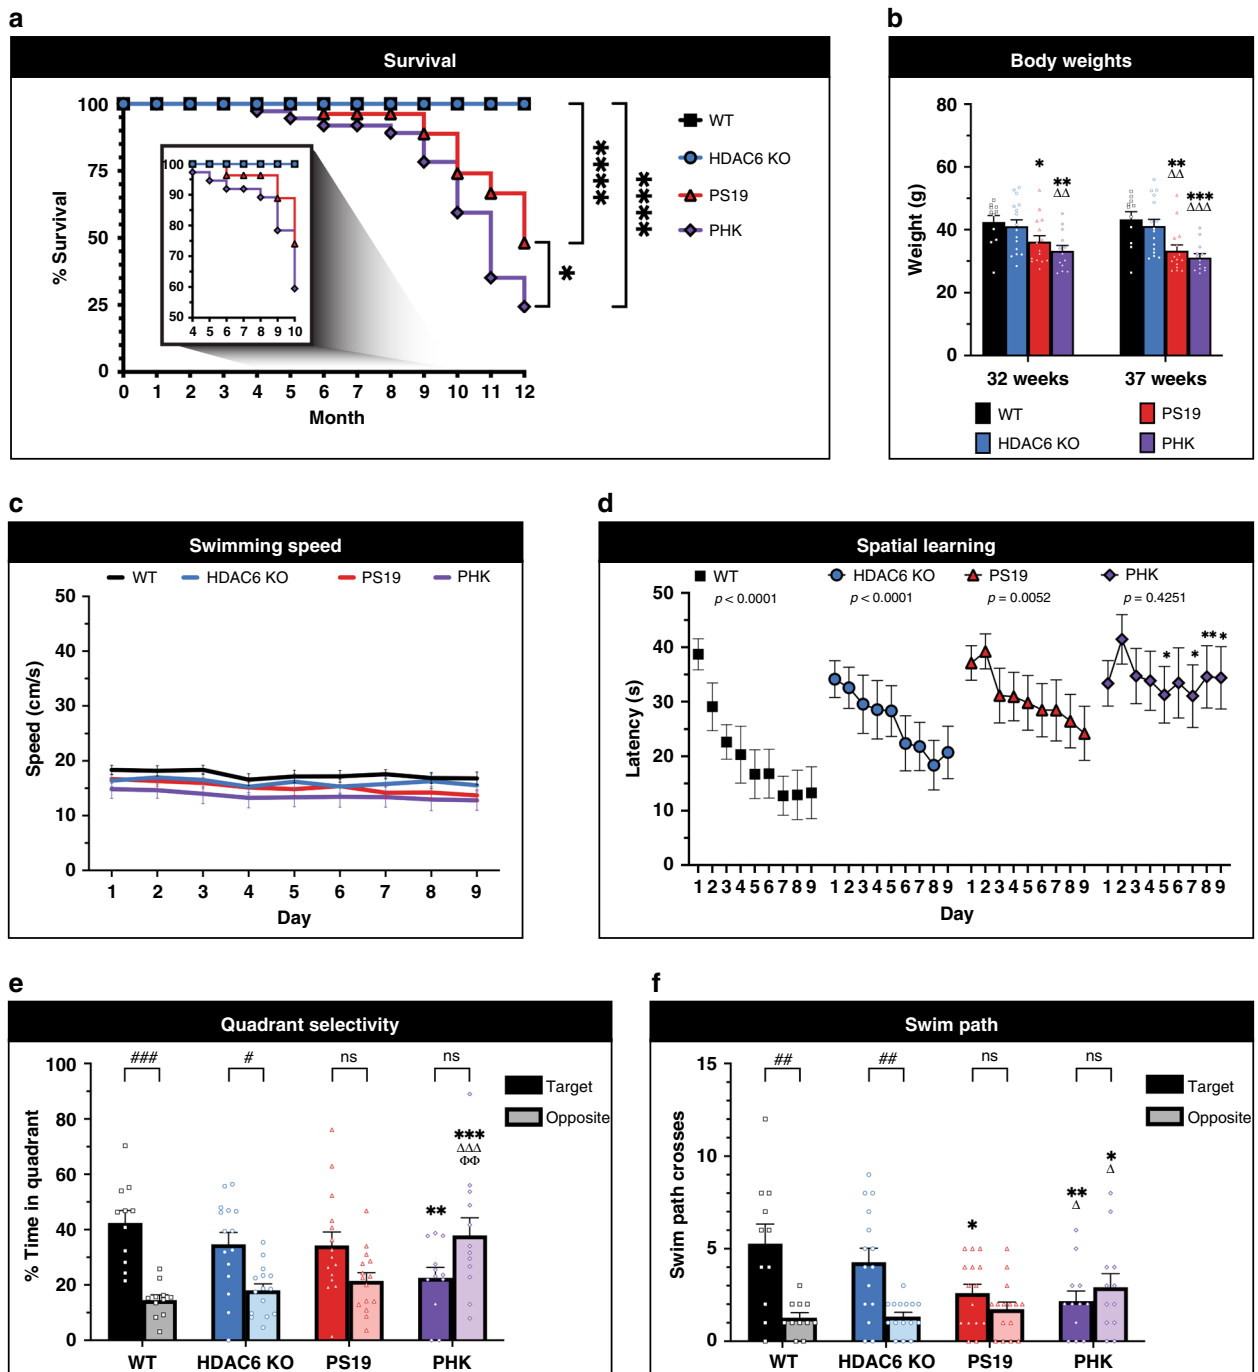 a
Survival
% Survival
100
75
50
25
0
0 1 2 3 4 5 6 7 8 9 10 11 12
Month
100
90
80
70
60
50
4 5 6 7 8 9 10
****
****
*
WT
HDAC6 KO
PS19
PHK
b
Body weights
Weight (g)
80
60
40
20
0
* ** ΔΔ
** ΔΔ *** ΔΔΔ
32 weeks 37 weeks
WT PS19
HDAC6 KO PHK
c
Swimming speed
WT HDAC6 KO PS19 PHK
Speed (cm/s)
50
40
30
20
10
0
1 2 3 4 5 6 7 8 9
Day
d
Spatial learning
WT HDAC6 KO PS19 PHK
p < 0.0001 p < 0.0001 p = 0.0052 p = 0.4251
Latency (s)
50
40
30
20
10
0
* * ** *
1 2 3 4 5 6 7 8 9 1 2 3 4 5 6 7 8 9 1 2 3 4 5 6 7 8 9 1 2 3 4 5 6 7 8 9
Day
e
Quadrant selectivity
% Time in quadrant
100
80
60
40
20
0
### # ns ns
Target
Opposite
***
ΔΔΔ
ΦΦ
**
WT HDAC6 KO PS19 PHK
f
Swim path
Swim path crosses
15
10
5
0
## ## ns ns
Target
Opposite
*
Δ
**
Δ
*
WT HDAC6 KO PS19 PHK